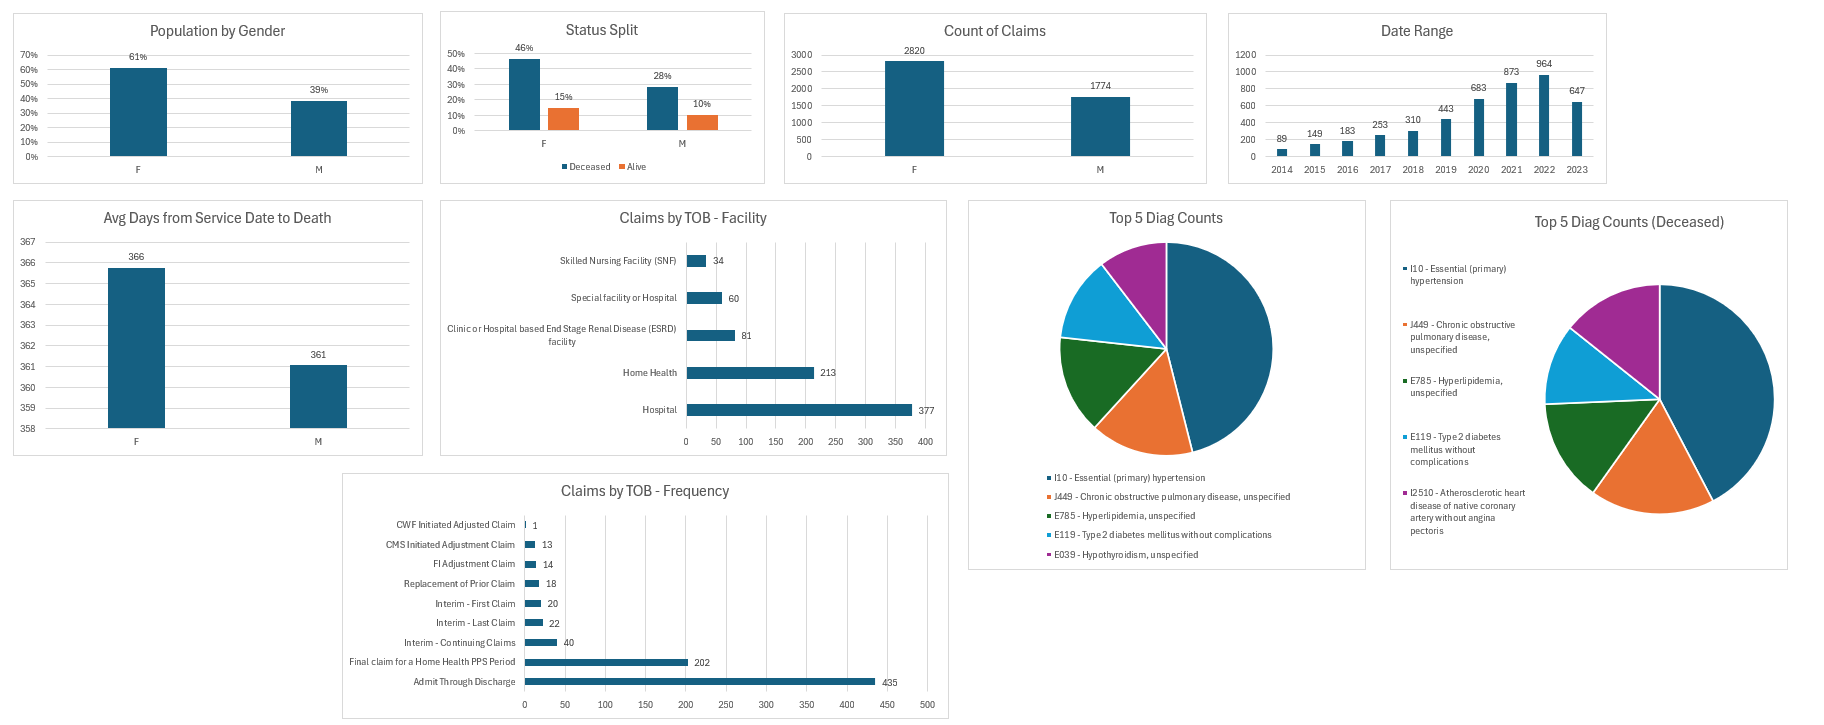 Population by Gender
70%
60%
50%
40%
30%
20%
10%
0%
61%
39%
F
M
Status Split
50%
40%
30%
20%
10%
0%
46%
15%
28%
10%
F
M
Deceased
Alive
Count of Claims
3000
2500
2000
1500
1000
500
0
2820
1774
F
M
Date Range
1200
1000
800
600
400
200
0
89
149
183
253
310
443
683
873
964
647
2014
2015
2016
2017
2018
2019
2020
2021
2022
2023
Avg Days from Service Date to Death
367
366
365
364
363
362
361
360
359
358
366
361
F
M
Claims by TOB - Facility
Skilled Nursing Facility (SNF)
34
Special facility or Hospital
60
Clinic or Hospital based End Stage Renal Disease (ESRD)
facility
81
Home Health
213
Hospital
377
0
50
100
150
200
250
300
350
400
Top 5 Diag Counts
I10 - Essential (primary) hypertension
J449 - Chronic obstructive pulmonary disease, unspecified
E785 - Hyperlipidemia, unspecified
E119 - Type 2 diabetes mellitus without complications
E039 - Hypothyroidism, unspecified
Top 5 Diag Counts (Deceased)
I10 - Essential (primary)
hypertension
J449 - Chronic obstructive
pulmonary disease,
unspecified
E785 - Hyperlipidemia,
unspecified
E119 - Type 2 diabetes
mellitus without
complications
I2510 - Atherosclerotic heart
disease of native coronary
artery without angina
pectoris
Claims by TOB - Frequency
CWF Initiated Adjusted Claim
1
CMS Initiated Adjustment Claim
13
FI Adjustment Claim
14
Replacement of Prior Claim
18
Interim - First Claim
20
Interim - Last Claim
22
Interim - Continuing Claims
40
Final claim for a Home Health PPS Period
202
Admit Through Discharge
435
0
50
100
150
200
250
300
350
400
450
500